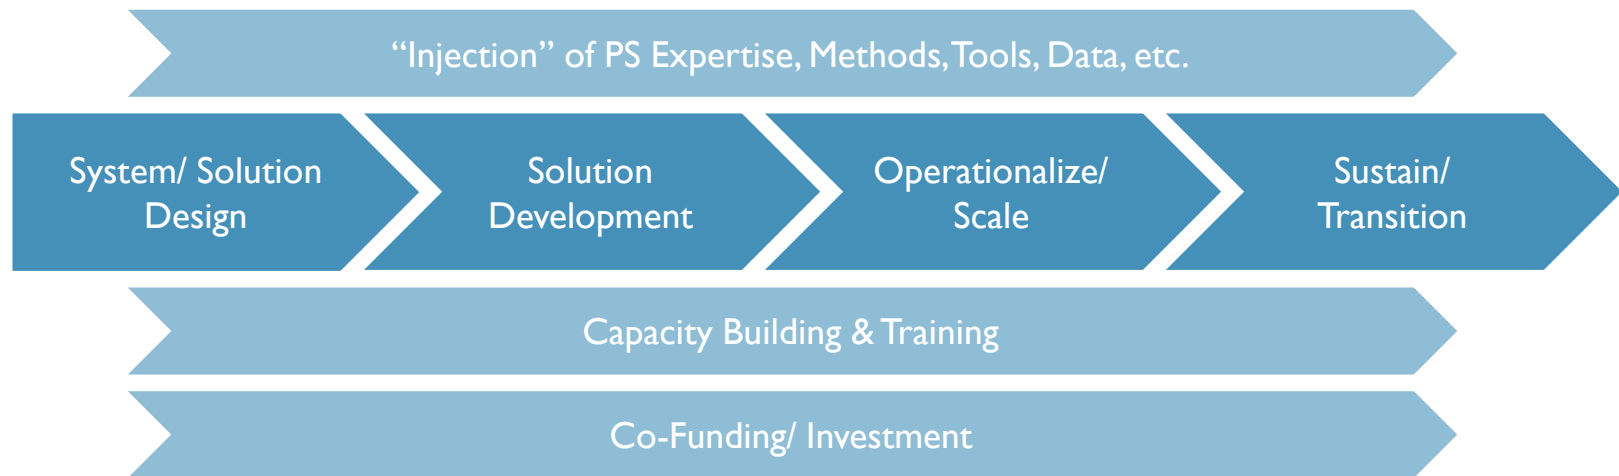 “Injection” of PS Expertise, Methods, Tools, Data, etc.
System/ Solution
Design
Solution
Development
Operationalize/
Scale
Sustain/
Transition
Capacity Building & Training
Co-Funding/ Investment